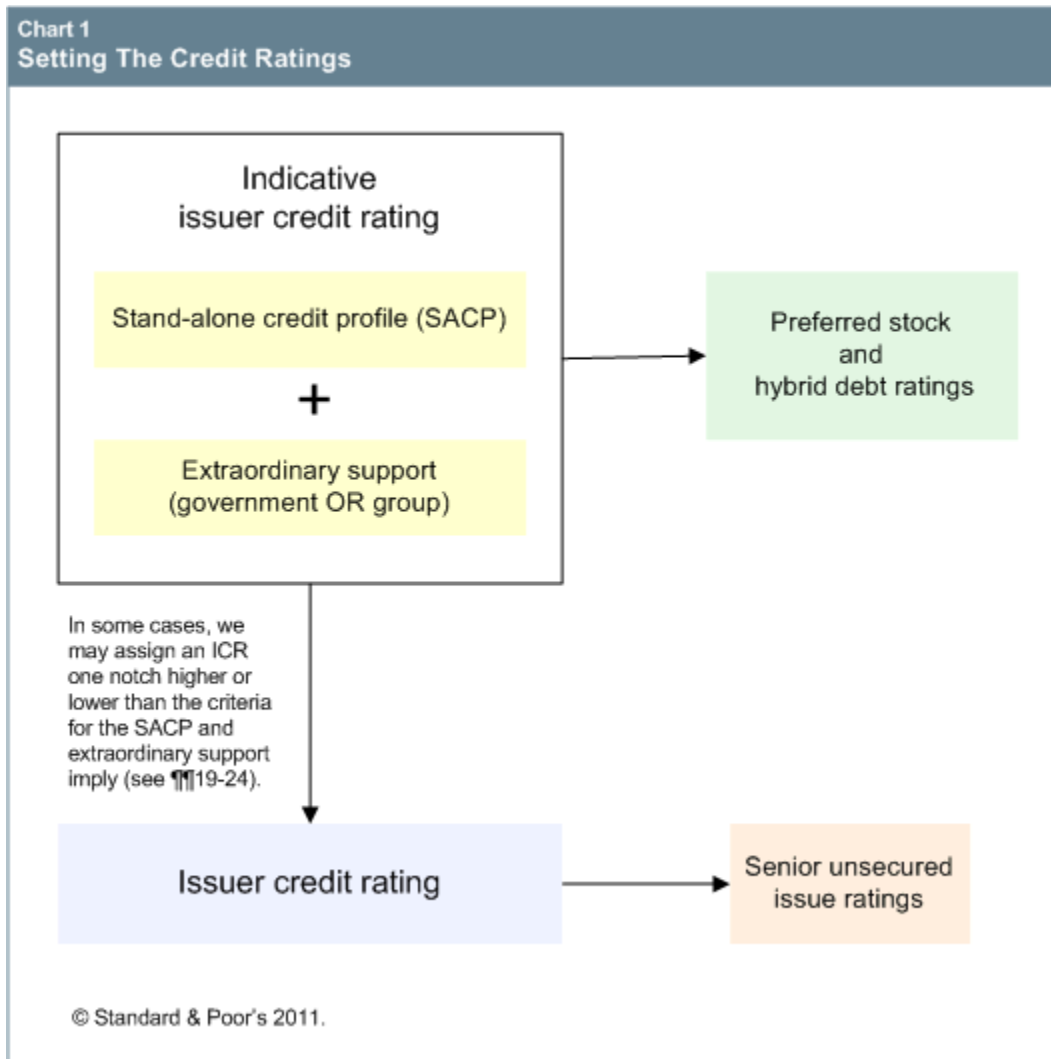 Chart 1
Setting The Credit Ratings
Indicative
issuer credit rating
Stand-alone credit profile (SACP)
+
Extraordinary support
(government OR group)
Preferred stock
and
hybrid debt ratings
In some cases, we
may assign an ICR
one notch higher or
lower than the criteria
for the SACP and
extraordinary support
imply (see ¶¶19-24).
Issuer credit rating
Senior unsecured
issue ratings
© Standard & Poor's 2011.